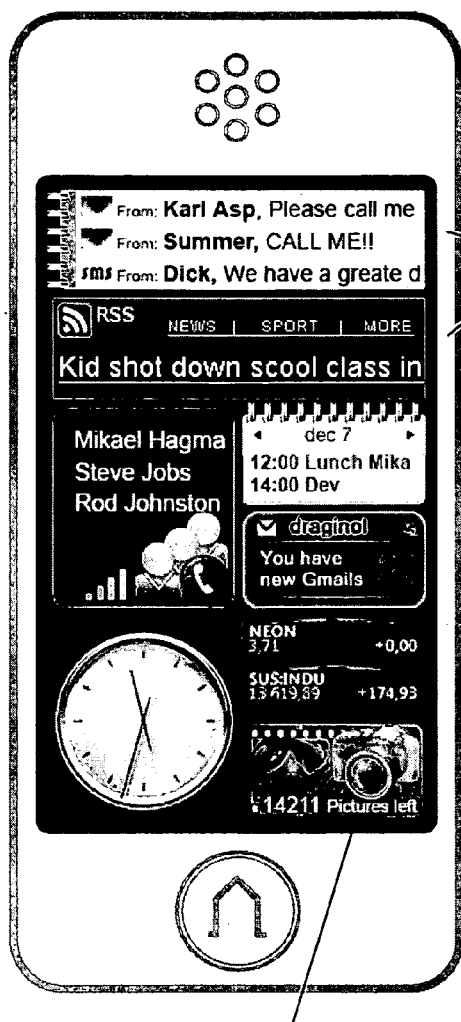 From: Karl Asp, Please call me
From: Summer, CALL ME!!
sms From: Dick, We have a greate d
RSS
NEWS | SPORT | MORE
Kid shot down scool class in
Mikael Hagma
Steve Jobs
Rod Johnston
dec 7
12:00 Lunch Mika
14:00 Dev
draginol
You have
new Gmails
NEON
3,71 +0,00
SUS:INDU
13 619,89 +174,93
14211 Pictures left